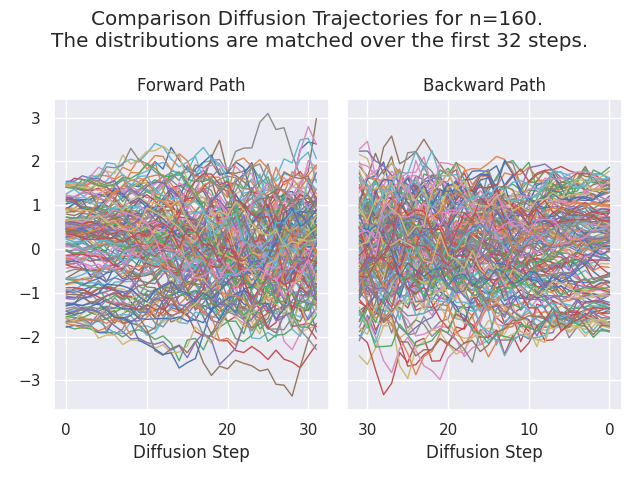 Comparison Diffusion Trajectories for n=160.
The distributions are matched over the first 32 steps.
Forward Path
Backward Path
3
2
1
0
−1
−2
−3
0 10 20 30
30 20 10 0
Diffusion Step
Diffusion Step